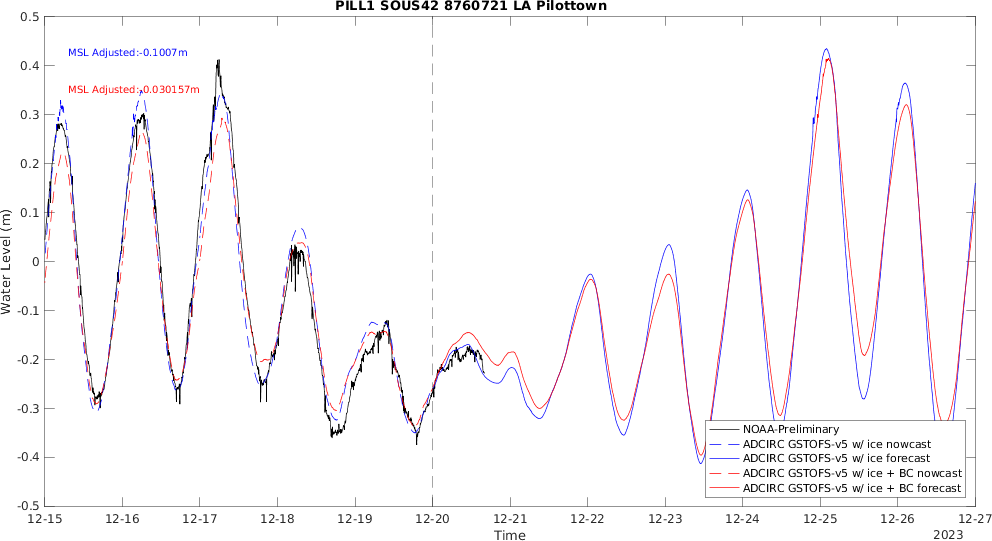 PILL1 SOUS42 8760721 LA Pilottown
Water Level (m)
0.5
0.4
0.3
0.2
0.1
0
-0.1
-0.2
-0.3
-0.4
-0.5
MSL Adjusted:-0.1007m
MSL Adjusted:-0.030157m
NOAA-Preliminary
ADCIRC GSTOFS-v5 w/ ice nowcast
ADCIRC GSTOFS-v5 w/ ice forecast
ADCIRC GSTOFS-v5 w/ ice + BC nowcast
ADCIRC GSTOFS-v5 w/ ice + BC forecast
12-15 12-16 12-17 12-18 12-19 12-20 12-21 12-22 12-23 12-24 12-25 12-26 12-27
Time
2023